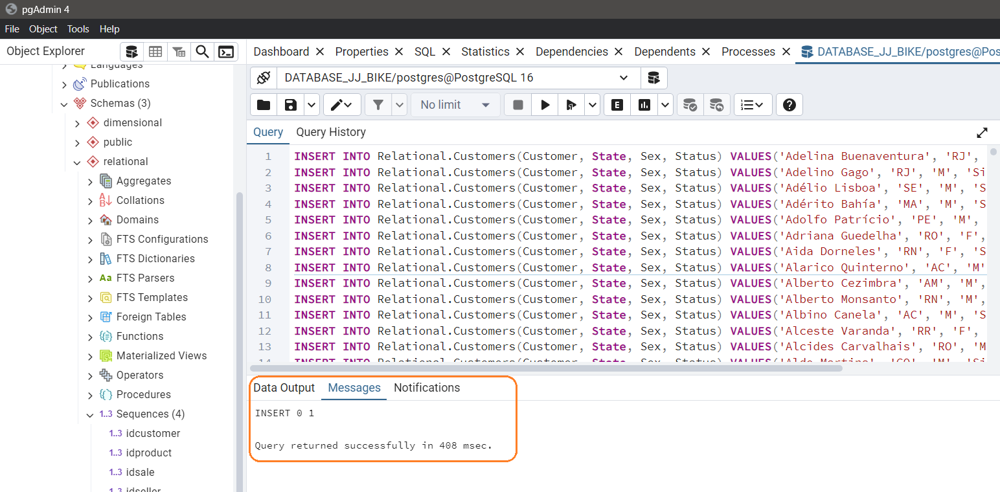 pgAdmin 4
File Object Tools Help
Object Explorer
Languages
Publications
Schemas (3)
dimensional
public
relational
Aggregates
Collations
Domains
FTS Configurations
FTS Dictionaries
Aa FTS Parsers
FTS Templates
Foreign Tables
Functions
Materialized Views
Operators
Procedures
1..3 Sequences (4)
1..3 idcustomer
1..3 idproduct
1..3 idsale
1..3 idseller
Dashboard Properties SQL Statistics Dependencies Dependents Processes DATABASE_JJ_BIKE/postgres@Pos
DATABASE_JJ_BIKE/postgres@PostgreSQL 16
No limit E
Query Query History
1 INSERT INTO Relational.Customers(Customer, State, Sex, Status) VALUES('Adelina Buenaventura', 'RJ',
2 INSERT INTO Relational.Customers(Customer, State, Sex, Status) VALUES('Adelino Gago', 'RJ', 'M', 'Si
3 INSERT INTO Relational.Customers(Customer, State, Sex, Status) VALUES('Adélio Lisboa', 'SE', 'M', 'S
4 INSERT INTO Relational.Customers(Customer, State, Sex, Status) VALUES('Adérito Bahía', 'MA', 'M', 'S
5 INSERT INTO Relational.Customers(Customer, State, Sex, Status) VALUES('Adolfo Patrício', 'PE', 'M',
6 INSERT INTO Relational.Customers(Customer, State, Sex, Status) VALUES('Adriana Guedelha', 'RO', 'F',
7 INSERT INTO Relational.Customers(Customer, State, Sex, Status) VALUES('Aida Dorneles', 'RN', 'F', 'S
8 INSERT INTO Relational.Customers(Customer, State, Sex, Status) VALUES('Alarico Quinterno', 'AC', 'M'
9 INSERT INTO Relational.Customers(Customer, State, Sex, Status) VALUES('Alberto Cezimbra', 'AM', 'M',
10 INSERT INTO Relational.Customers(Customer, State, Sex, Status) VALUES('Alberto Monsanto', 'RN', 'M',
11 INSERT INTO Relational.Customers(Customer, State, Sex, Status) VALUES('Albino Canela', 'AC', 'M', 'S
12 INSERT INTO Relational.Customers(Customer, State, Sex, Status) VALUES('Alceste Varanda', 'RR', 'F',
13 INSERT INTO Relational.Customers(Customer, State, Sex, Status) VALUES('Alcides Carvalhais', 'RO', 'M
14 INSERT INTO Relational.Customers(Customer, State, Sex, Status) VALUES(
Data Output Messages Notifications
INSERT 0 1
Query returned successfully in 408 msec.